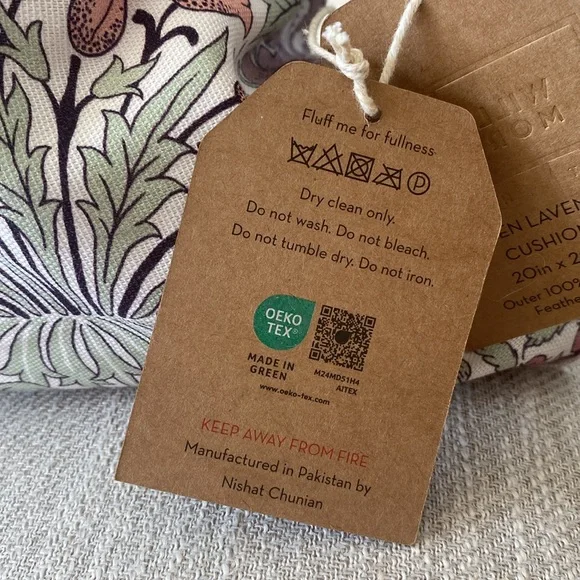 Fluff me for fullness
P
Dry clean only.
Do not wash. Do not bleach.
Do not tumble dry. Do not iron.
OEKO
TEX®
MADE IN
GREEN
www.oeko-tex.com
M24MD51H4
AITEX
KEEP AWAY FROM FIRE
Manufactured in Pakistan by
Nishat Chunian
CUSHION
20in x
Outer 100%